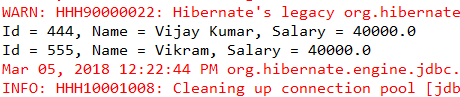 WARN: HHH90000022: Hibernate's legacy org.hibernate
Id = 444, Name = Vijay Kumar, Salary = 40000.0
Id = 555, Name = Vikram, Salary = 40000.0
Mar 05, 2018 12:22:44 PM org.hibernate.engine.jdbc.
INFO: HHH10001008: Cleaning up connection pool [jdb